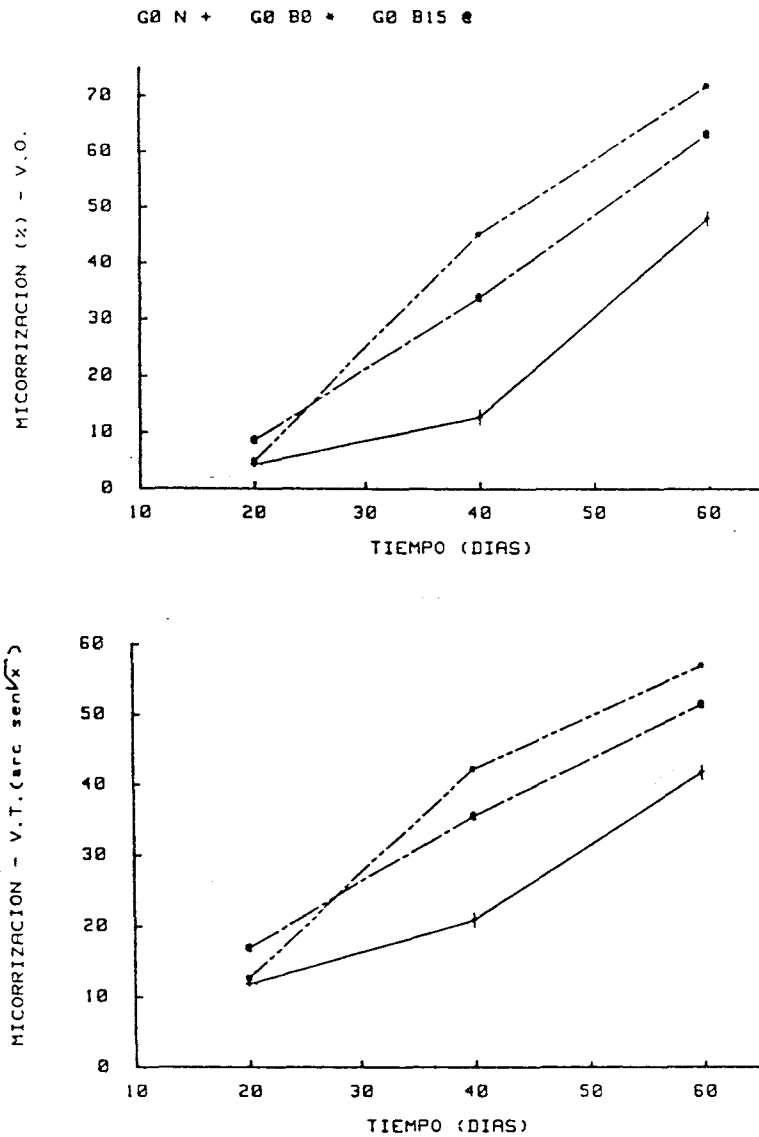 G0 N + G0 B0 * G0 B15 @
MICORRIZACION (%) - V.O.
70
60
50
40
30
20
10
0
10 20 30 40 50 60
TIEMPO (DIAS)
MICORRIZACION - V.T.(arc sen√x)
60
50
40
30
20
10
0
10 20 30 40 50 60
TIEMPO (DIAS)